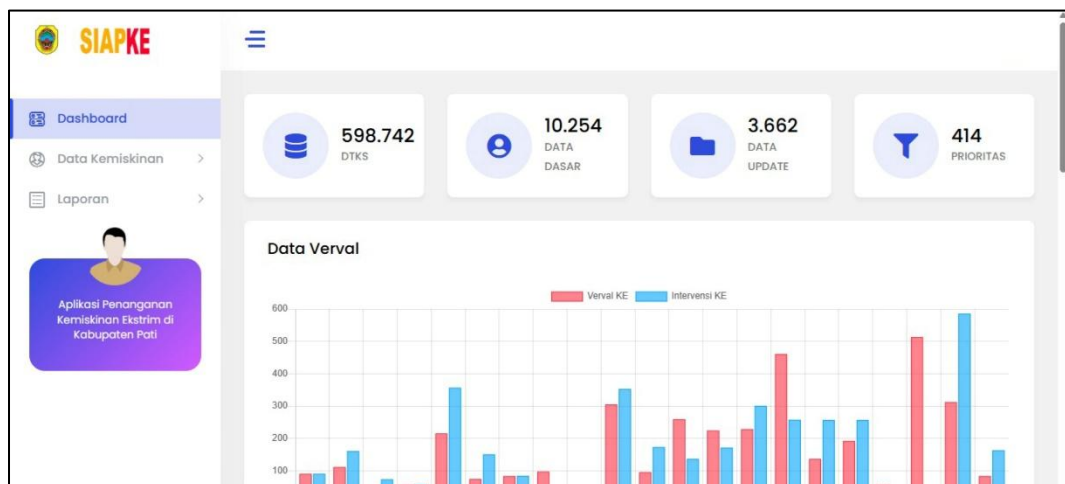 SIAPKE
Dashboard
Data Kemiskinan
Laporan
Aplikasi Penanganan
Kemiskinan Ekstrim di
Kabupaten Pati
598.742
DTKS
10.254
DATA
DASAR
3.662
DATA
UPDATE
414
PRIORITAS
Data Verval
Verval KE
Intervensi KE
600
500
400
300
200
100